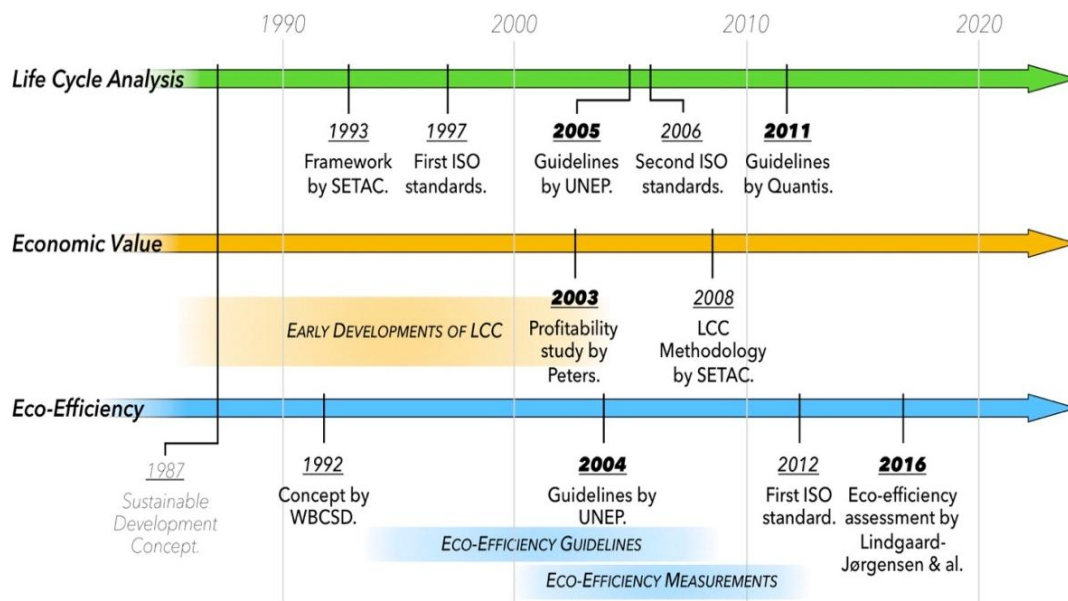 1990 2000 2010 2020
Life Cycle Analysis
1993 1997 2005 2006 2011
Framework First ISO Guidelines Second ISO Guidelines
by SETAC. standards. by UNEP. standards. by Quantis.
Economic Value
2003 2008
EARLY DEVELOPMENTS OF LCC Profitability LCC
study by Methodology
Peters. by SETAC.
Eco-Efficiency
1987 1992 2004 2012 2016
Sustainable Concept by Guidelines by First ISO Eco-efficiency
Development WBCSD. UNEP. standard. assessment by
Concept. ECO-EFFICIENCY GUIDELINES Lindgaard-
Jørgensen & al.
ECO-EFFICIENCY MEASUREMENTS